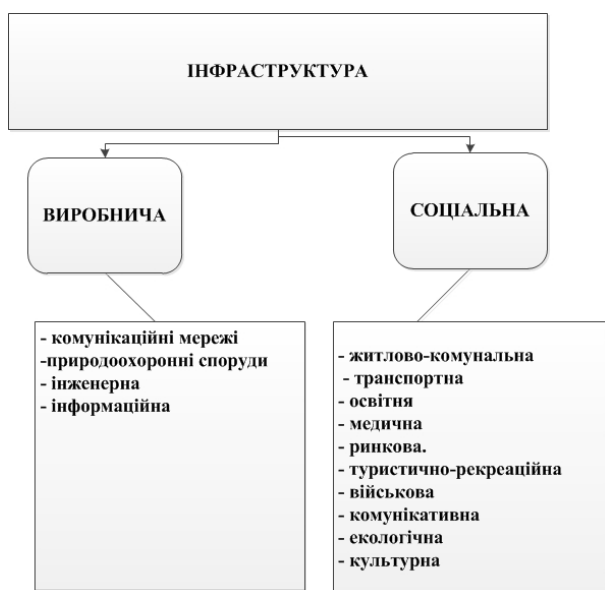 ІНФРАСТРУКТУРА
ВИРОБНИЧА
СОЦІАЛЬНА
- комунікаційні мережі
-природоохоронні споруди
- інженерна
- інформаційна
- житлово-комунальна
- транспортна
- освітня
- медична
- ринкова.
- туристично-рекреаційна
- військова
- комунікативна
- екологічна
- культурна